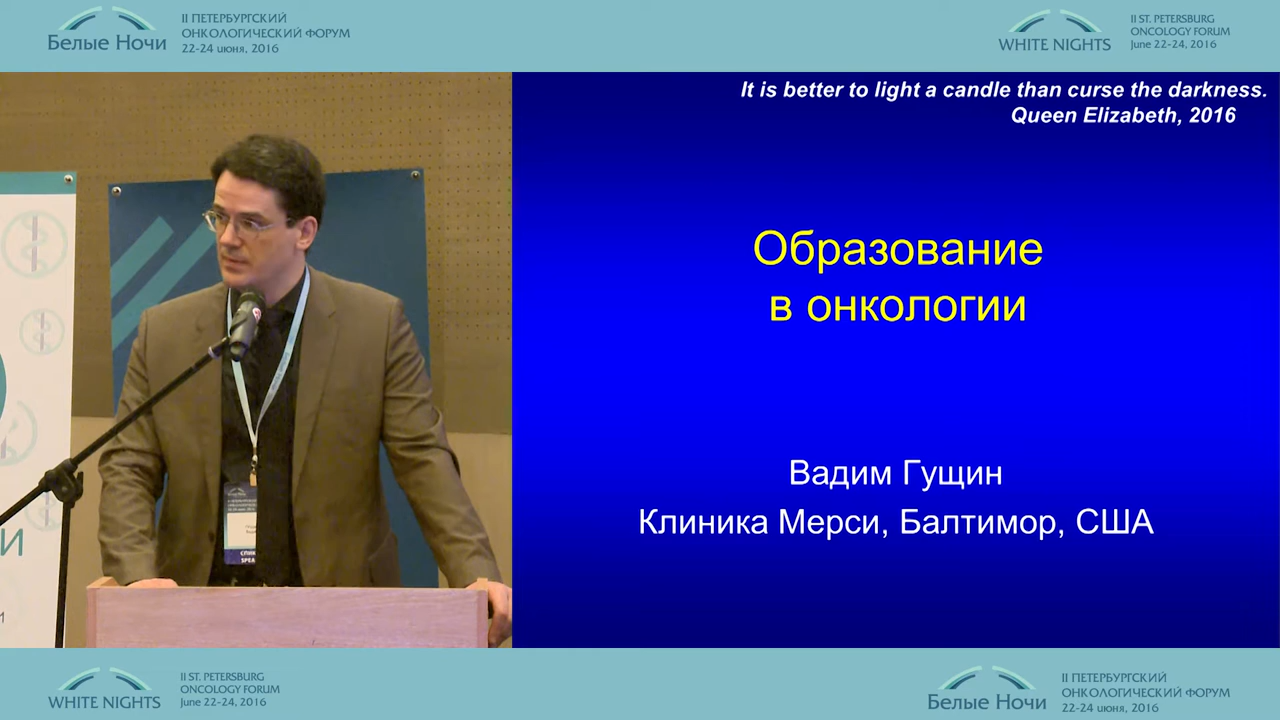 Белые Ночи
II ПЕТЕРБУРГСКИЙ
ОНКОЛОГИЧЕСКИЙ ФОРУМ
22-24 июня, 2016
WHITE NIGHTS
II ST. PETERSBURG
ONCOLOGY FORUM
June 22-24, 2016
It is better to light a candle than curse the darkness.
Queen Elizabeth, 2016
Образование
в онкологии
Вадим Гущин
Клиника Мерси, Балтимор, США
WHITE NIGHTS
II ST. PETERSBURG
ONCOLOGY FORUM
June 22-24, 2016
Белые Ночи
II ПЕТЕРБУРГСКИЙ
ОНКОЛОГИЧЕСКИЙ ФОРУМ
22-24 июня, 2016